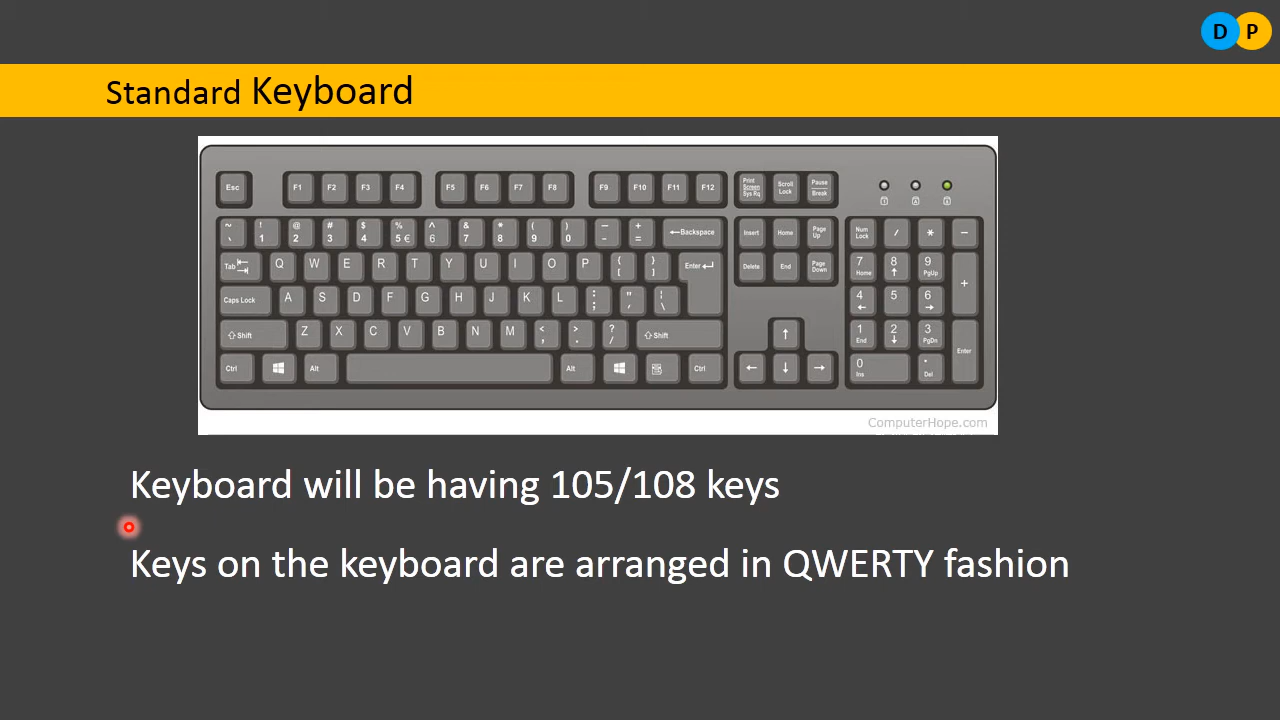 D P
Standard Keyboard
Esc F1 F2 F3 F4 F5 F6 F7 F8 F9 F10 F11 F12 Print Screen Sys Rq Scroll Lock Pause Break
~ ` ! 1 @ 2 # 3 $ 4 % 5 € ^ 6 & 7 * 8 ( 9 ) 0 — - + = ←Backspace Insert Home Page Up Num Lock / * −
Tab Q W E R T Y U I O P { [ } ] Enter Delete End Page Down 7 Home 8 ↑ 9 PgUp +
Caps Lock A S D F G H J K L : ; " , ¦ \ 4 ← 5 6 →
⇧Shift Z X C V B N M < , > . ? / ⇧Shift ↑ 1 End 2 ↓ 3 PgDn Enter
Ctrl Alt Alt Ctrl ← ↓ → 0 Ins . Del
ComputerHope.com
Keyboard will be having 105/108 keys
Keys on the keyboard are arranged in QWERTY fashion